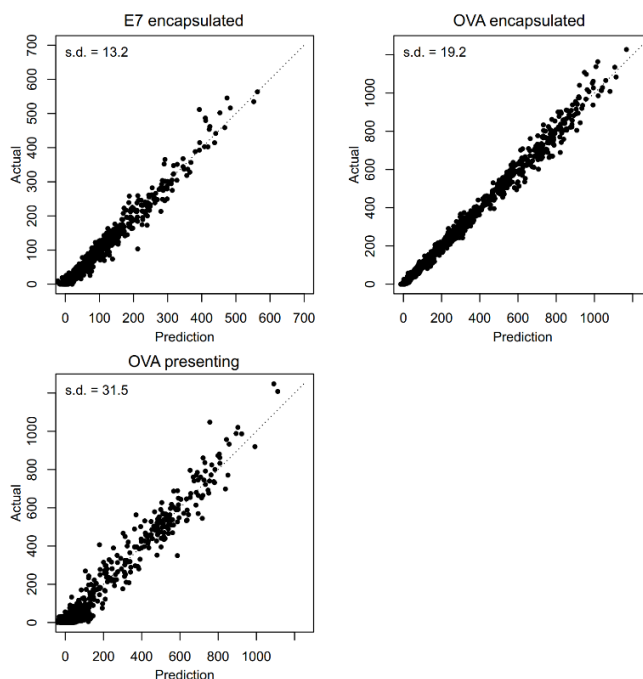 E7 encapsulated
s.d. = 13.2
Actual
0 100 200 300 400 500 600 700
0 100 200 300 400 500 600 700
Prediction
OVA encapsulated
s.d. = 19.2
Actual
0 200 400 600 800 1000
0 200 400 600 800 1000
Prediction
OVA presenting
s.d. = 31.5
Actual
0 200 400 600 800 1000
0 200 400 600 800 1000
Prediction